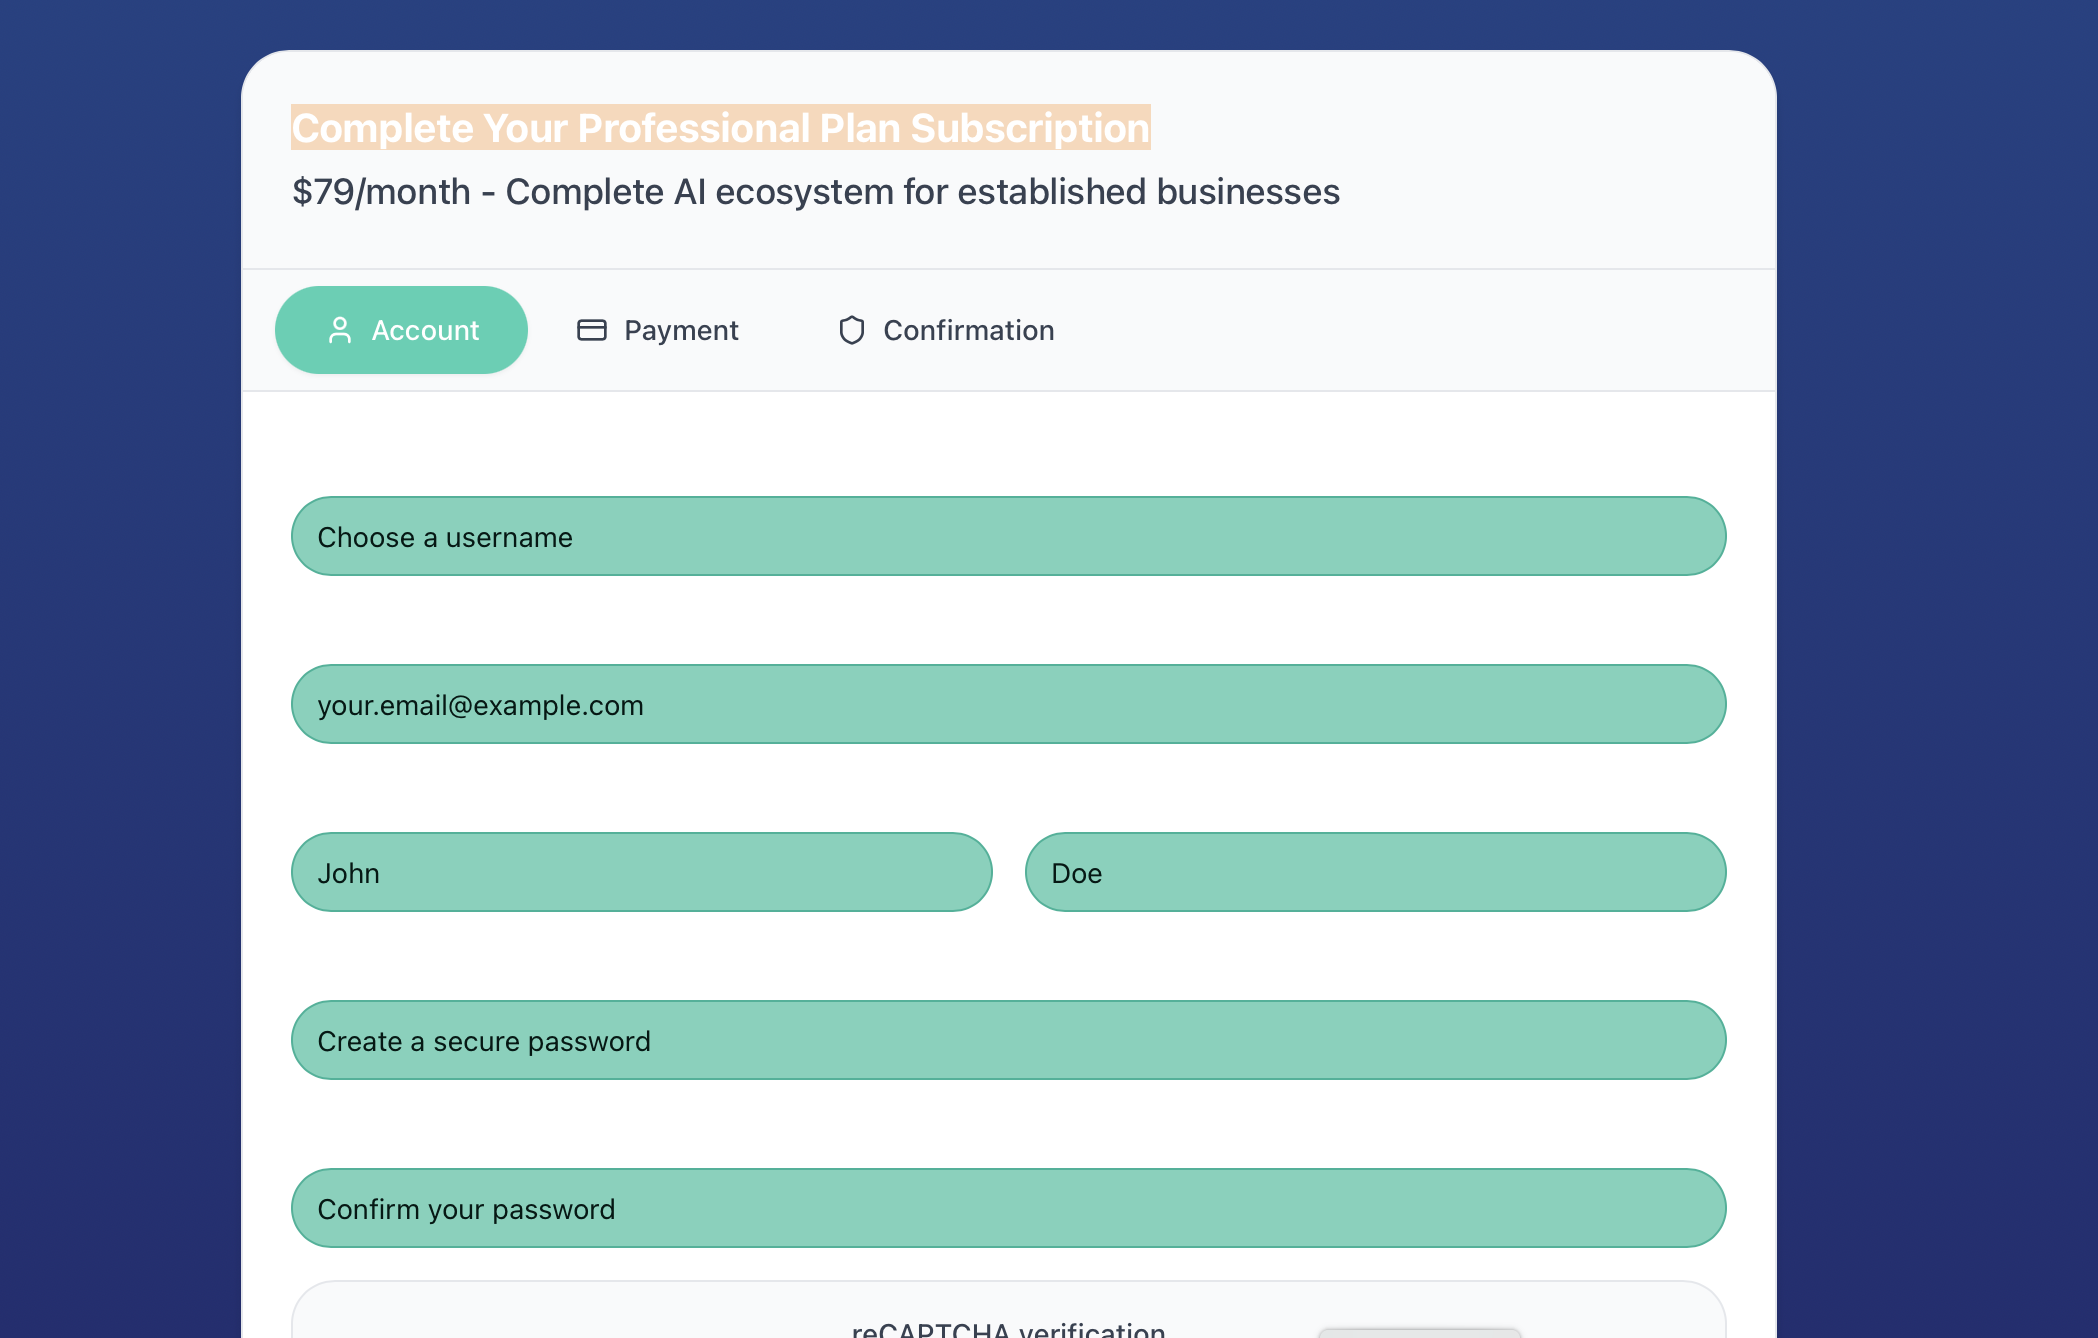 Complete Your Professional Plan Subscription
$79/month - Complete AI ecosystem for established businesses
Account Payment Confirmation
Choose a username
your.email@example.com
John Doe
Create a secure password
Confirm your password
reCAPTCHA verification